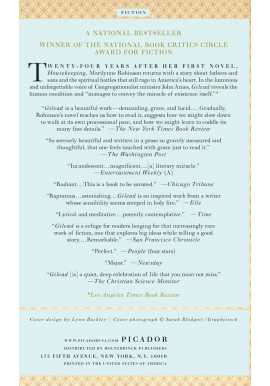 FICTION
A NATIONAL BESTSELLER
WINNER OF THE NATIONAL BOOK CRITICS CIRCLE
AWARD FOR FICTION
TWENTY-FOUR YEARS AFTER HER FIRST NOVEL,
Housekeeping, Marilynne Robinson returns with a story about fathers and
sons and the spiritual battles that still rage in America's heart. In the luminous
and unforgettable voice of Congregationalist minister John Ames, Gilead reveals the
human condition and "manages to convey the miracle of existence itself."*
"Gilead is a beautiful work—demanding, grave, and lucid.... Gradually,
Robinson's novel teaches us how to read it, suggests how we might slow down
to walk at its own processional pace, and how we might learn to coddle its
many fine details." —The New York Times Book Review
"So serenely beautiful and written in a prose so gravely measured and
thoughtful, that one feels touched with grace just to read it."
—The Washington Post
"Incandescent...magnificent...[a] literary miracle."
—Entertainment Weekly (A)
"Radiant...This is a book to be savored." —Chicago Tribune
"Rapturous...astonishing...Gilead is an inspired work from a writer
whose sensibility seems steeped in holy fire." —Elle
"Lyrical and meditative...potently contemplative." —Time
"Gilead is a refuge for readers longing for that increasingly rare
work of fiction, one that explores big ideas while telling a good
story....Remarkable." —San Francisco Chronicle
"Perfect." —People (four stars)
"Major." —Newsday
"Gilead [is] a quiet, deep celebration of life that you must not miss."
—The Christian Science Monitor
*Los Angeles Times Book Review
Cover design by Lynn Buckley | Cover photograph © Sarah Blodgett/Graphistock
WWW.PICADORUSA.COM PICADOR
DISTRIBUTED BY HOLTZBRINCK PUBLISHERS
175 FIFTH AVENUE, NEW YORK, N.Y. 10010
PRINTED IN THE UNITED STATES OF AMERICA